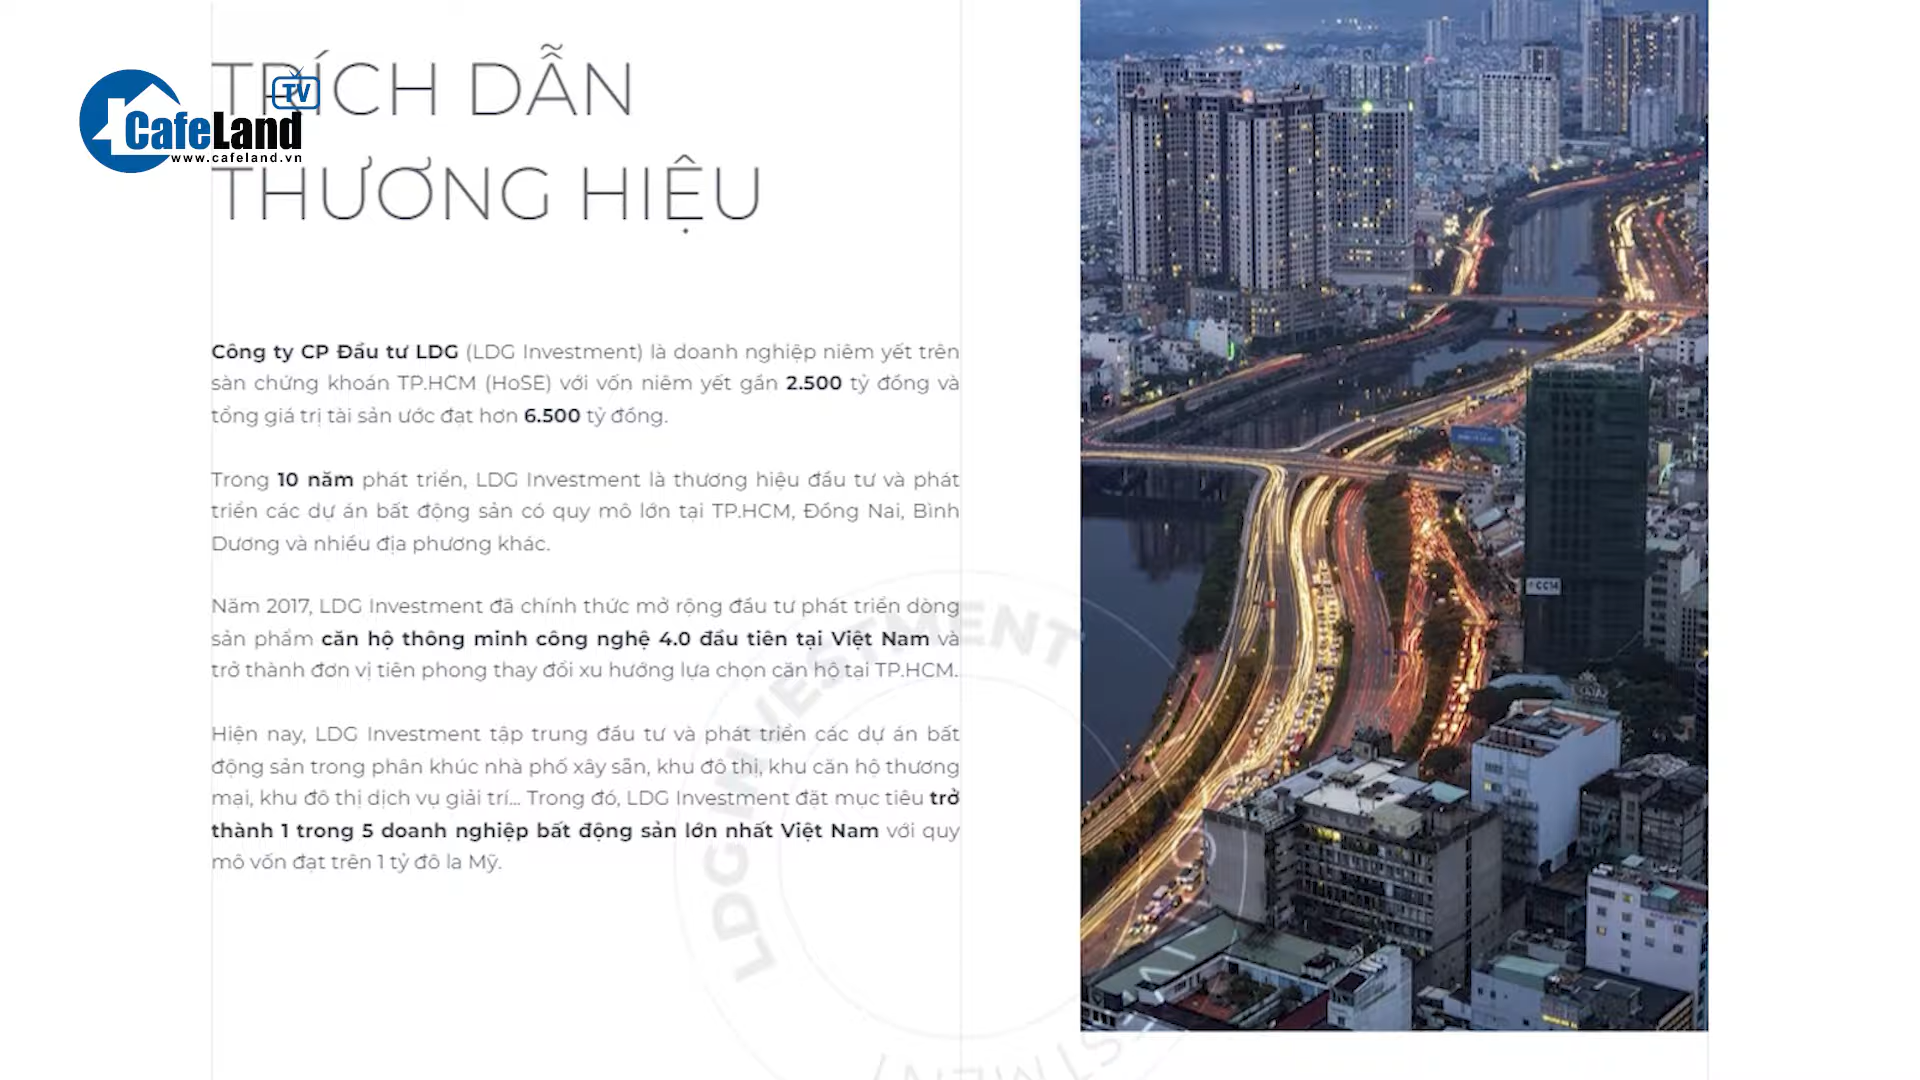 TRÍCH DẪN
THƯƠNG HIỆU
TV
CafeLand
www.cafeland.vn
Công ty CP Đầu tư LDG (LDG Investment) là doanh nghiệp niêm yết trên
sàn chứng khoán TP.HCM (HoSE) với vốn niêm yết gần 2.500 tỷ đồng và
tổng giá trị tài sản ước đạt hơn 6.500 tỷ đồng.
Trong 10 năm phát triển, LDG Investment là thương hiệu đầu tư và phát
triển các dự án bất động sản có quy mô lớn tại TP.HCM, Đồng Nai, Bình
Dương và nhiều địa phương khác.
Năm 2017, LDG Investment đã chính thức mở rộng đầu tư phát triển dòng
sản phẩm căn hộ thông minh công nghệ 4.0 đầu tiên tại Việt Nam và
trở thành đơn vị tiên phong thay đổi xu hướng lựa chọn căn hộ tại TP.HCM.
Hiện nay, LDG Investment tập trung đầu tư và phát triển các dự án bất
động sản trong phân khúc nhà phố xây sẵn, khu đô thị, khu căn hộ thương
mại, khu đô thị dịch vụ giải trí... Trong đó, LDG Investment đặt mục tiêu trở
thành 1 trong 5 doanh nghiệp bất động sản lớn nhất Việt Nam với quy
mô vốn đạt trên 1 tỷ đô la Mỹ.
LDG INVESTMENT
CC14